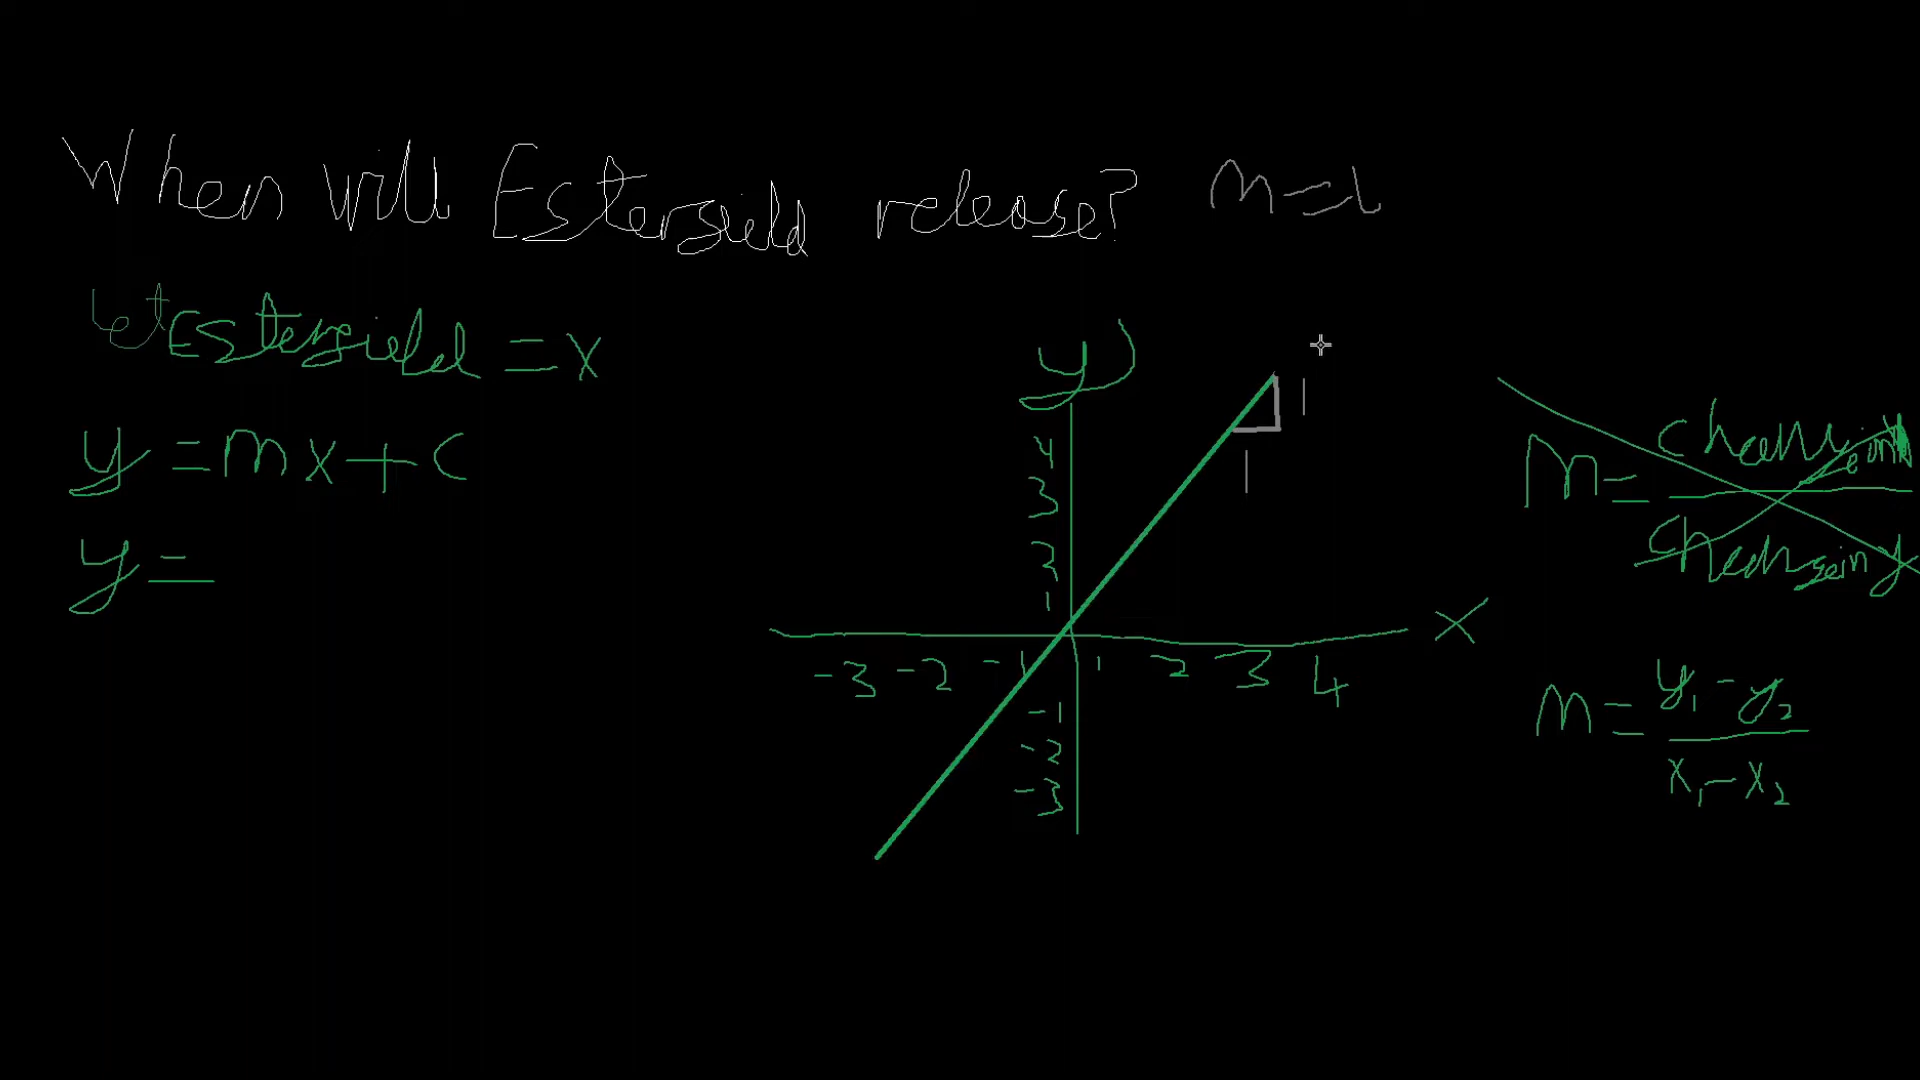 When will Estersield release? m=1
let Estersield = x
y = mx + c
y =
y
4
3
2
1
x
-3 -2 -1 1 2 3 4
-1
-2
-3
1
1
m = y₁ - y₂ / x₁ - x₂